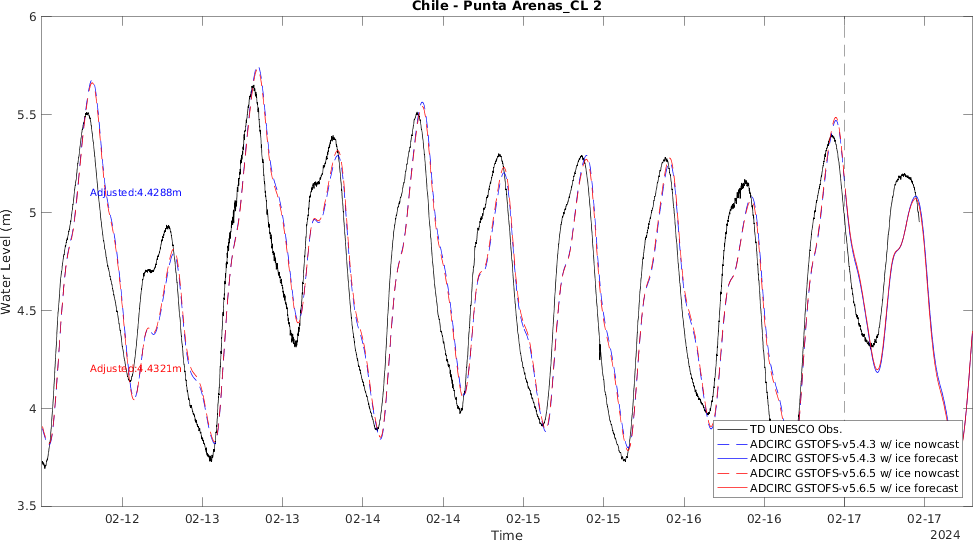 Chile - Punta Arenas_CL 2
6
5.5
5
4.5
4
3.5
Water Level (m)
Adjusted:4.4288m
Adjusted:4.4321m
TD UNESCO Obs.
ADCIRC GSTOFS-v5.4.3 w/ ice nowcast
ADCIRC GSTOFS-v5.4.3 w/ ice forecast
ADCIRC GSTOFS-v5.6.5 w/ ice nowcast
ADCIRC GSTOFS-v5.6.5 w/ ice forecast
02-12 02-13 02-13 02-14 02-14 02-15 02-15 02-16 02-16 02-17 02-17
Time
2024